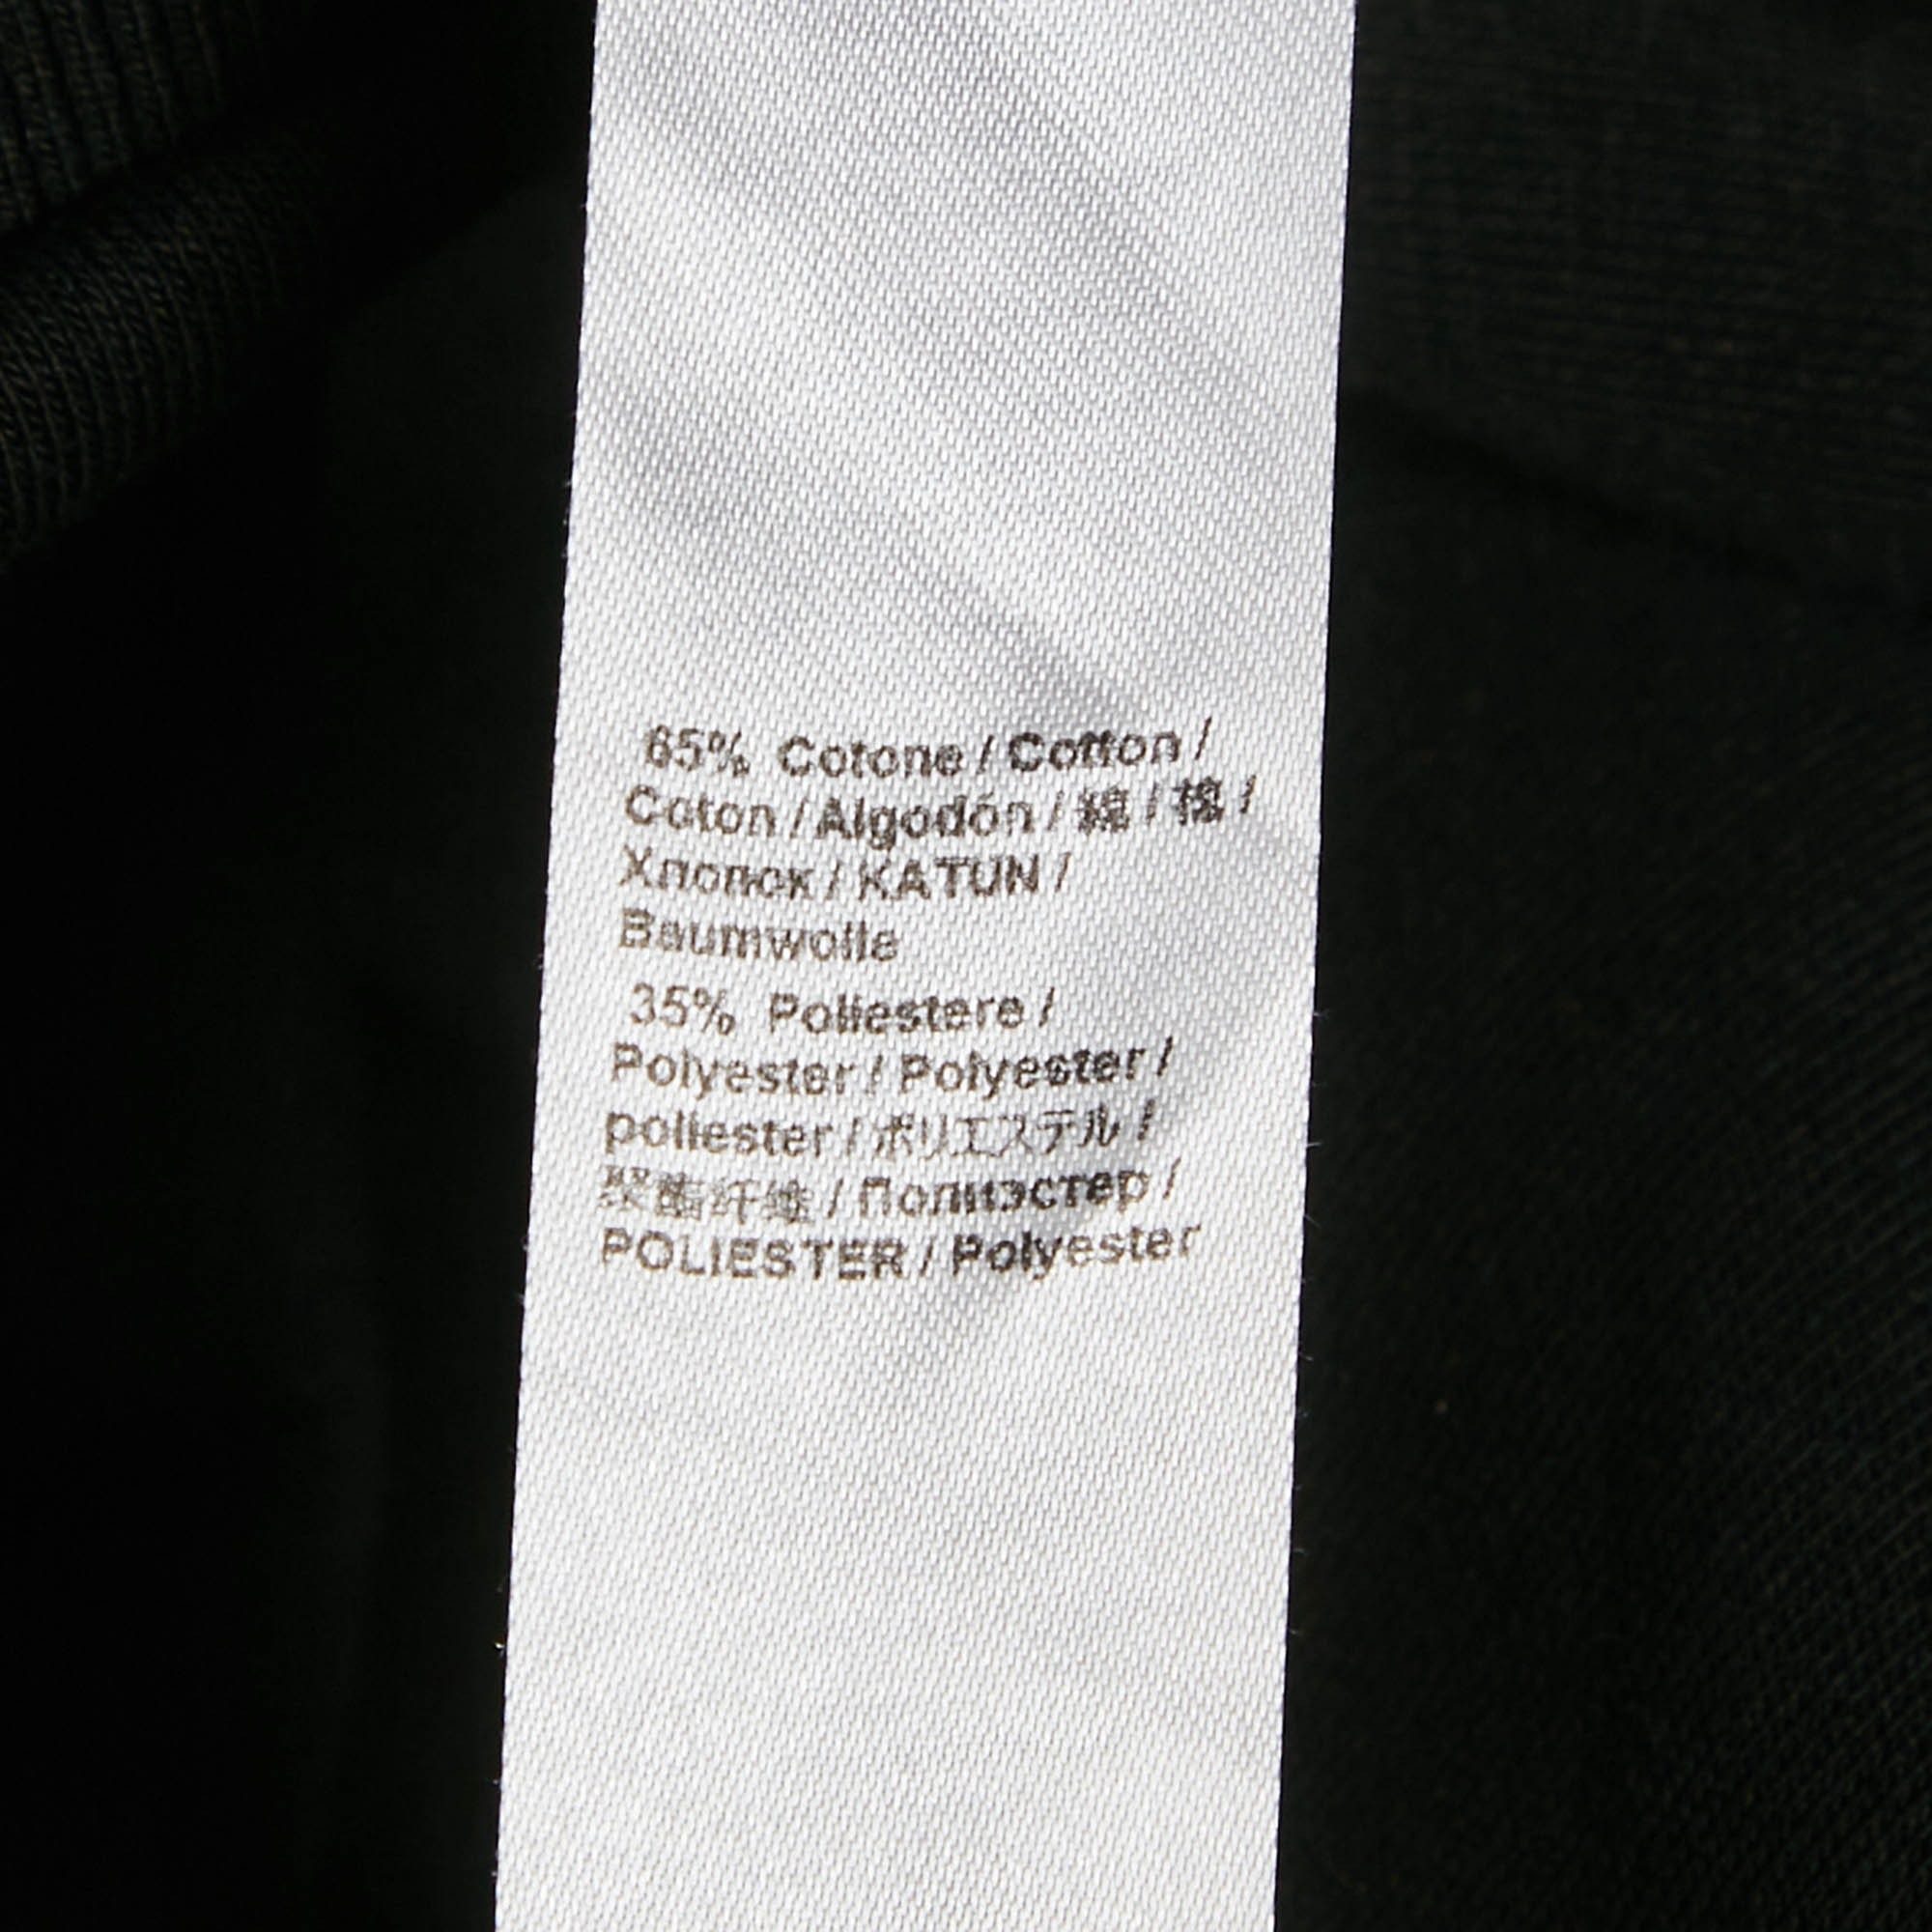 65% Cotone / Cotton /
Coton / Algodón / 綿 / 棉 /
Хлопок / KATUN /
Baumwolle
35% Poliestere /
Polyester / Polyester /
poliester / ポリエステル /
聚酯纤维 / Полиэстер /
POLIESTER / Polyester